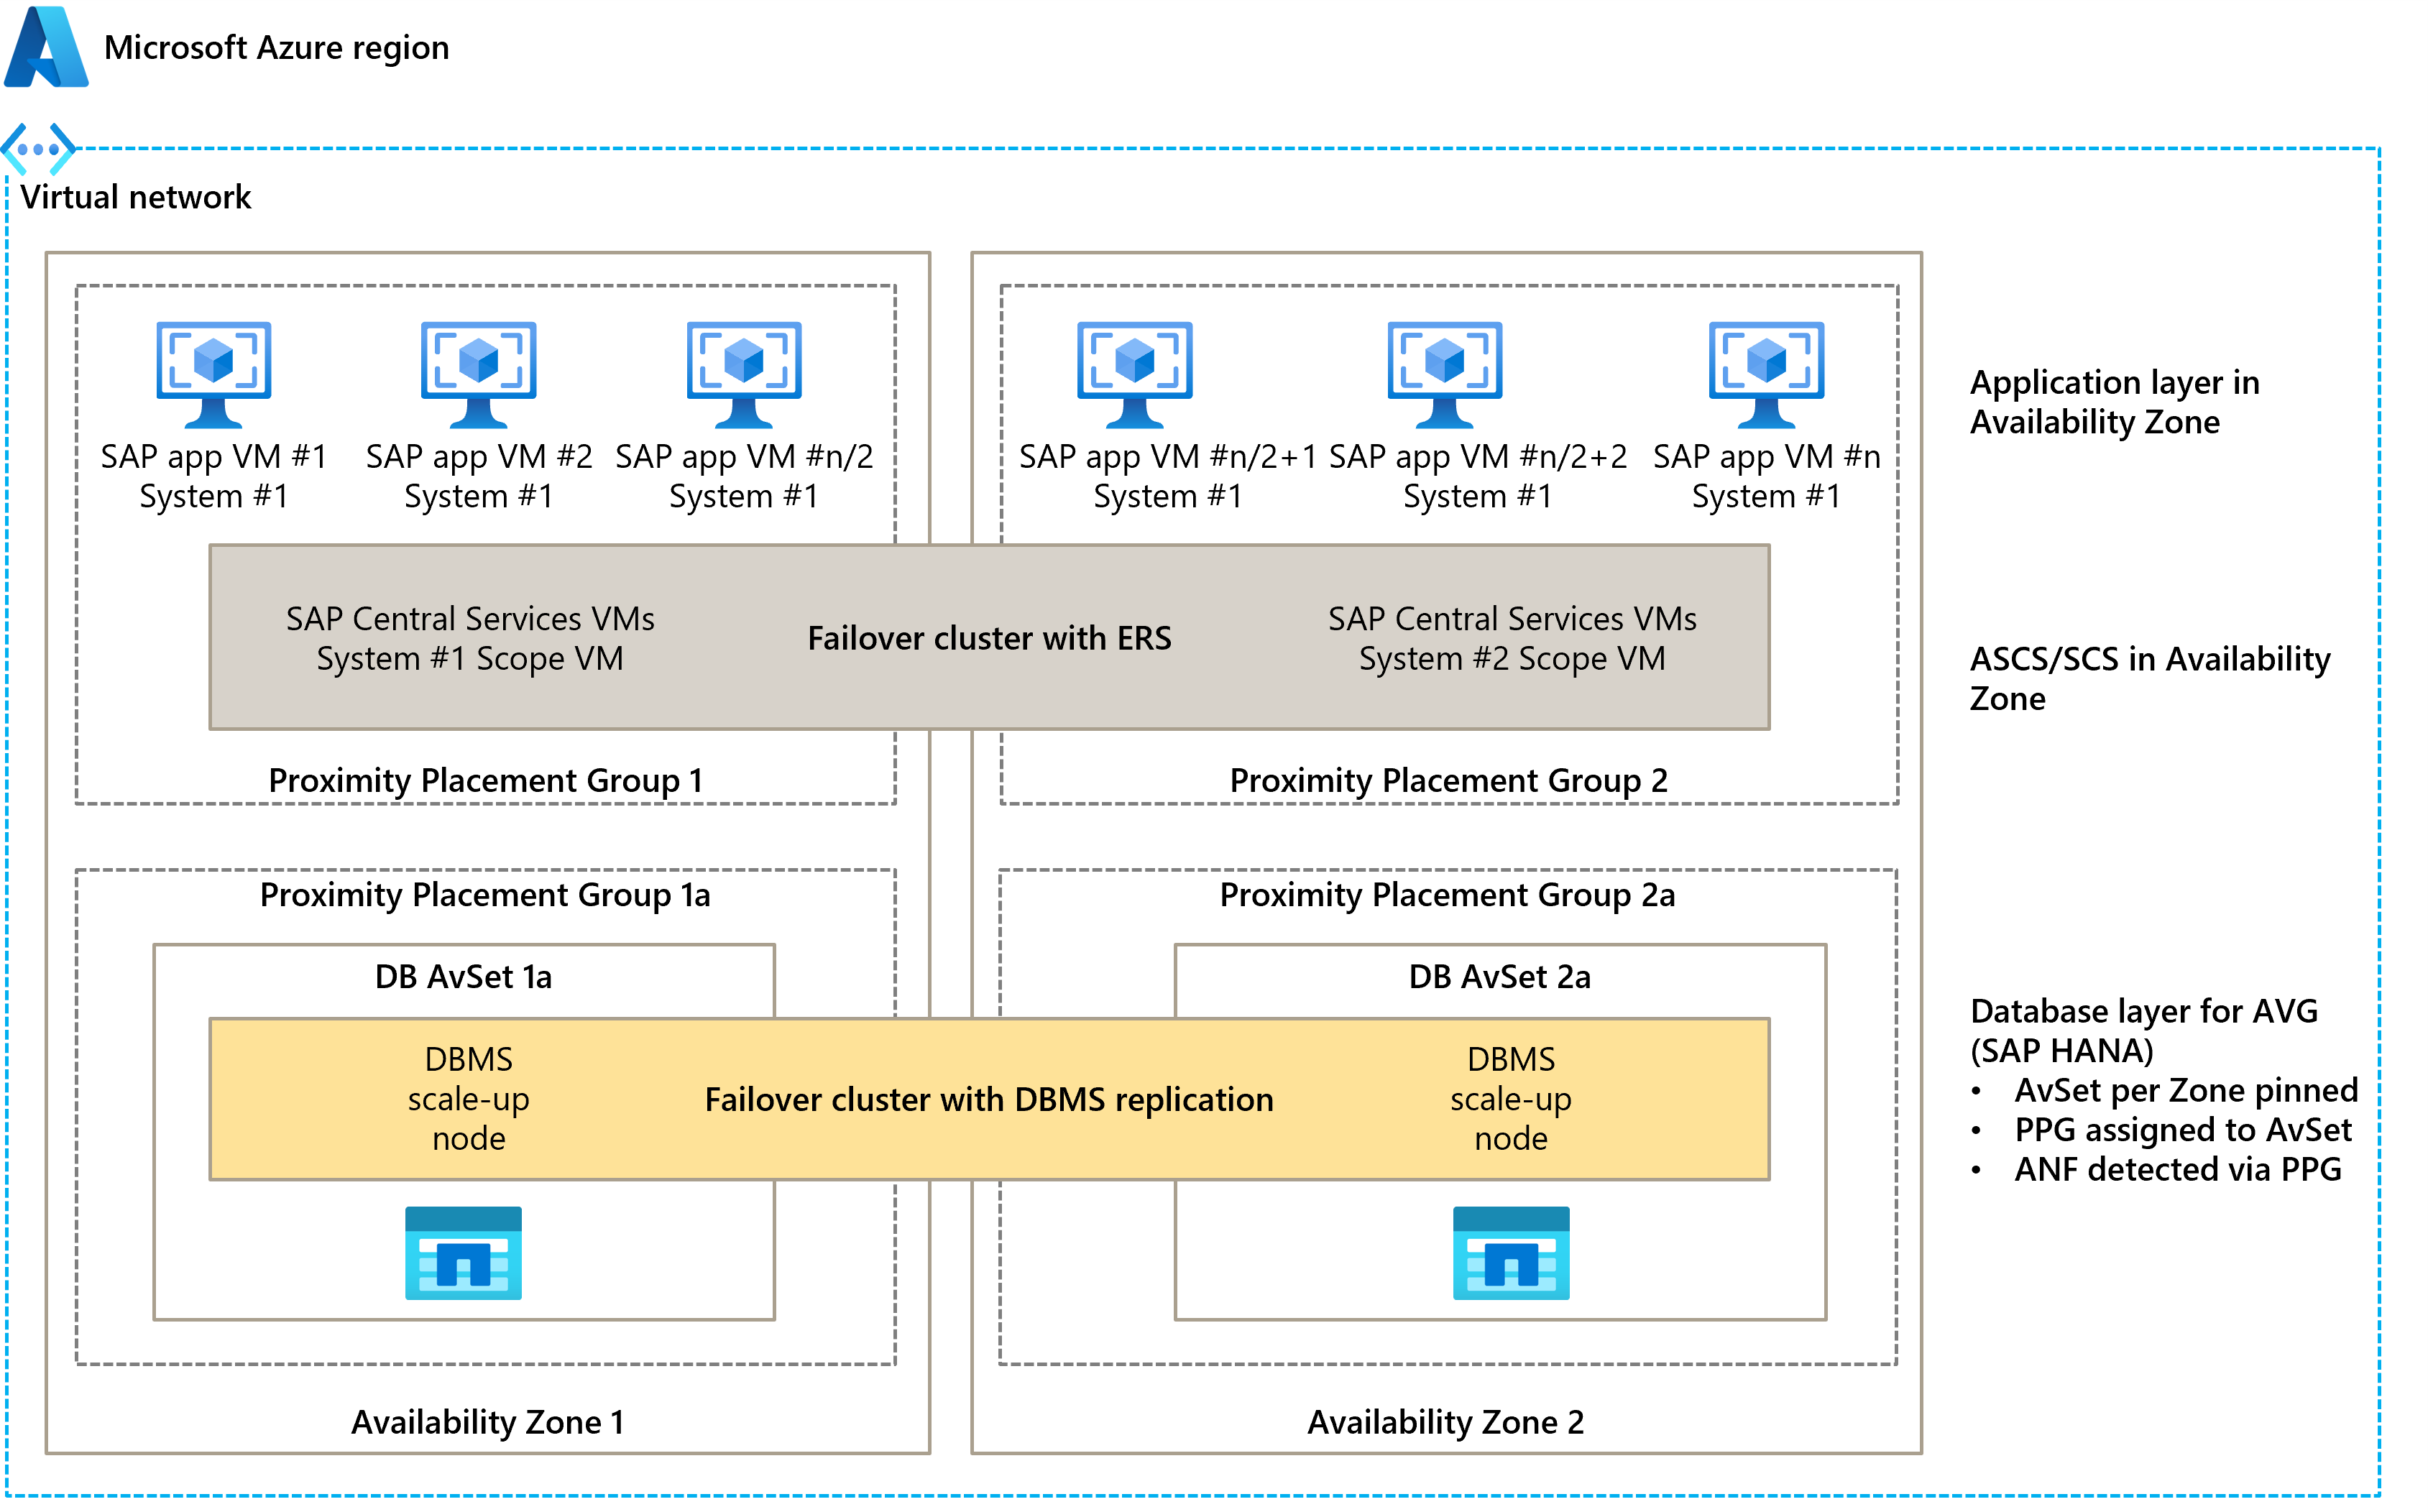 Microsoft Azure region
Virtual network
SAP app VM #1
System #1
SAP app VM #2
System #1
SAP app VM #n/2
System #1
SAP app VM #n/2+1
System #1
SAP app VM #n/2+2
System #1
SAP app VM #n
System #1
Application layer in
Availability Zone
SAP Central Services VMs
System #1 Scope VM
Failover cluster with ERS
SAP Central Services VMs
System #2 Scope VM
ASCS/SCS in Availability
Zone
Proximity Placement Group 1
Proximity Placement Group 2
Proximity Placement Group 1a
Proximity Placement Group 2a
DB AvSet 1a
DB AvSet 2a
DBMS
scale-up
node
Failover cluster with DBMS replication
DBMS
scale-up
node
Database layer for AVG
(SAP HANA)
• AvSet per Zone pinned
• PPG assigned to AvSet
• ANF detected via PPG
Availability Zone 1
Availability Zone 2